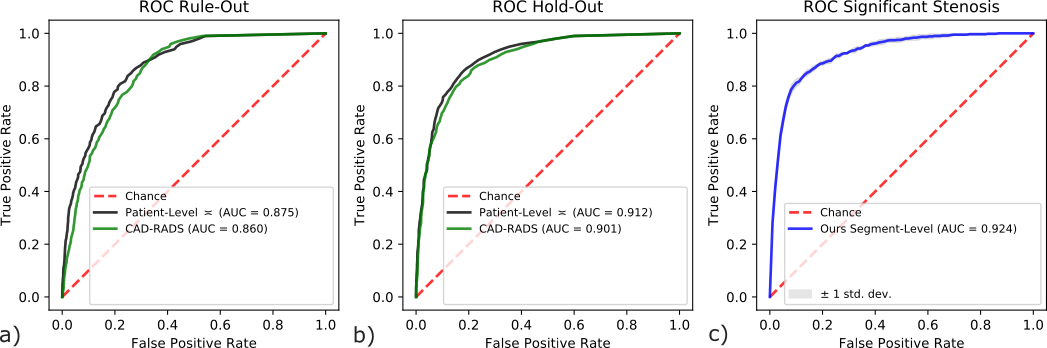 ROC Rule-Out
True Positive Rate
1.0
0.8
0.6
0.4
0.2
0.0
Chance
Patient-Level ≍ (AUC = 0.875)
CAD-RADS (AUC = 0.860)
0.0 0.2 0.4 0.6 0.8 1.0
False Positive Rate
a)
ROC Hold-Out
True Positive Rate
1.0
0.8
0.6
0.4
0.2
0.0
Chance
Patient-Level ≍ (AUC = 0.912)
CAD-RADS (AUC = 0.901)
0.0 0.2 0.4 0.6 0.8 1.0
False Positive Rate
b)
ROC Significant Stenosis
True Positive Rate
1.0
0.8
0.6
0.4
0.2
0.0
Chance
Ours Segment-Level (AUC = 0.924)
± 1 std. dev.
0.0 0.2 0.4 0.6 0.8 1.0
False Positive Rate
c)